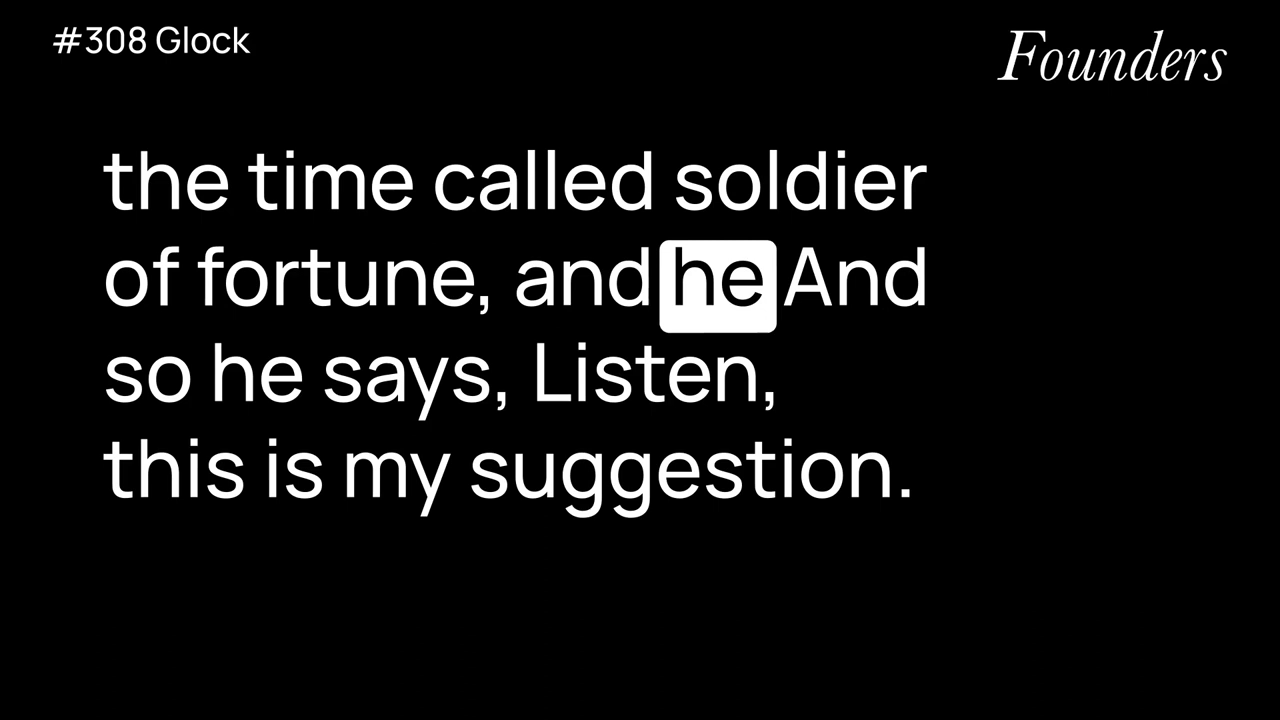 #308 Glock
Founders
the time called soldier
of fortune, and he And
so he says, Listen,
this is my suggestion.